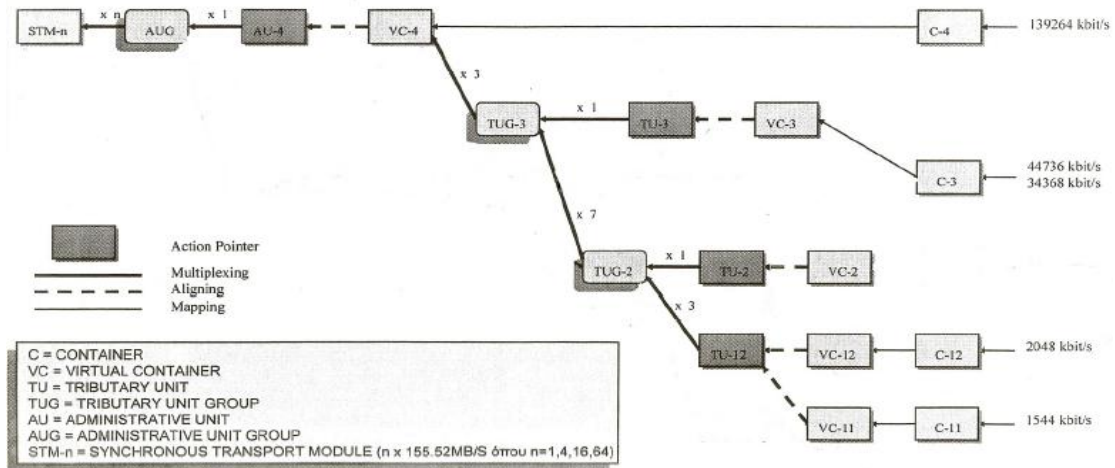 x n
x 1
STM-n
AUG
AU-4
VC-4
C-4
139264 kbit/s
x 3
x 1
TUG-3
TU-3
VC-3
44736 kbit/s
C-3
34368 kbit/s
x 7
Action Pointer
x 1
Multiplexing
TUG-2
TU-2
VC-2
Aligning
x 3
Mapping
C = CONTAINER
VC = VIRTUAL CONTAINER
TU-12
VC-12
C-12
2048 kbit/s
TU = TRIBUTARY UNIT
TUG = TRIBUTARY UNIT GROUP
AU = ADMINISTRATIVE UNIT
AUG = ADMINISTRATIVE UNIT GROUP
VC-11
C-11
1544 kbit/s
STM-n = SYNCHRONOUS TRANSPORT MODULE (n x 155.52MB/S όπου n=1,4,16,64)